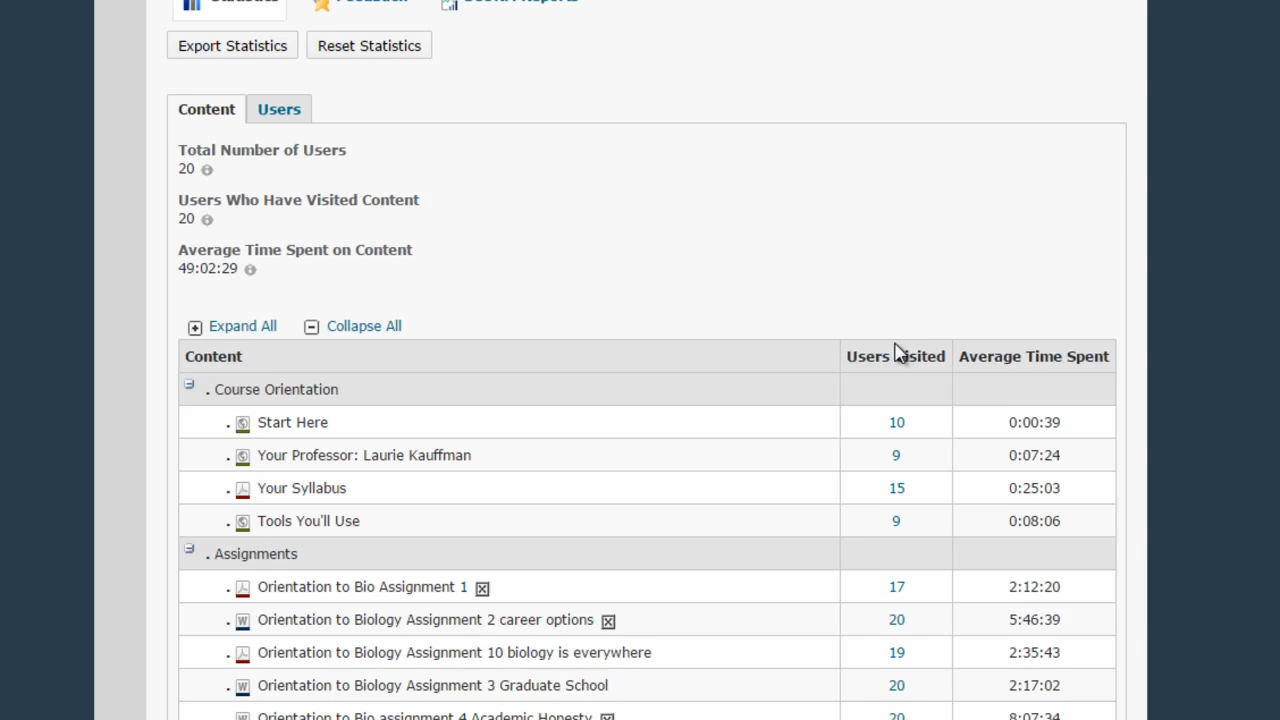 Statistics Feedback
Export Statistics Reset Statistics
Content Users
Total Number of Users
20
Users Who Have Visited Content
20
Average Time Spent on Content
49:02:29
Expand All Collapse All
Content Users Visited Average Time Spent
. Course Orientation
. Start Here 10 0:00:39
. Your Professor: Laurie Kauffman 9 0:07:24
. Your Syllabus 15 0:25:03
. Tools You'll Use 9 0:08:06
. Assignments
. Orientation to Bio Assignment 1 17 2:12:20
. Orientation to Biology Assignment 2 career options 20 5:46:39
. Orientation to Biology Assignment 10 biology is everywhere 19 2:35:43
. Orientation to Biology Assignment 3 Graduate School 20 2:17:02
. Orientation to Bio assignment 4 Academic Honesty 20 8:07:34